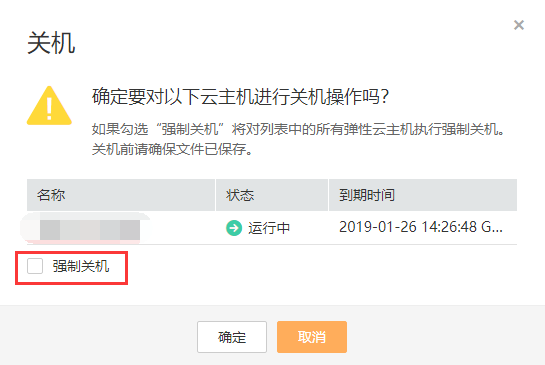 关机
确定要对以下云主机进行关机操作吗？
如果勾选“强制关机”将对列表中的所有弹性云主机执行强制关机。
关机前请确保文件已保存。
名称 状态 到期时间
运行中 2019-01-26 14:26:48 G...
强制关机
确定 取消